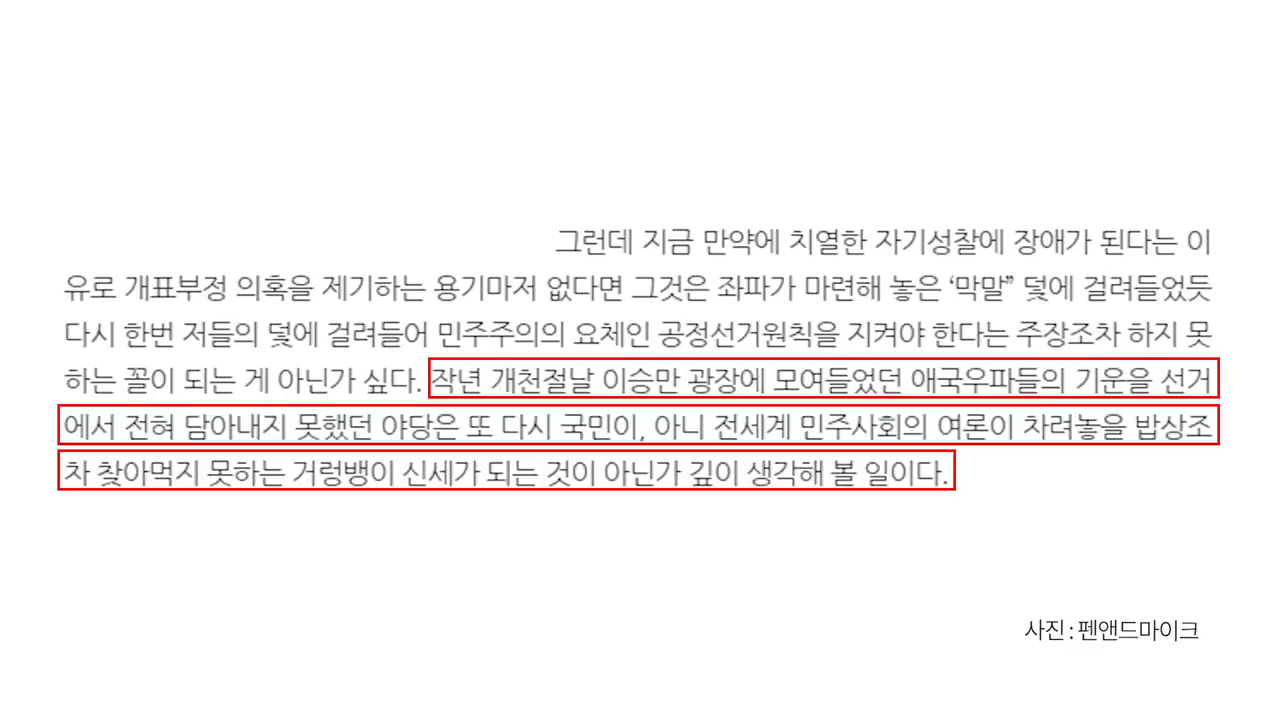 그런데 지금 만약에 치열한 자기성찰에 장애가 된다는 이
유로 개표부정 의혹을 제기하는 용기마저 없다면 그것은 좌파가 마련해 놓은 ‘막말” 덫에 걸려들었듯
다시 한번 저들의 덫에 걸려들어 민주주의의 요체인 공정선거원칙을 지켜야 한다는 주장조차 하지 못
하는 꼴이 되는 게 아닌가 싶다. 작년 개천절날 이승만 광장에 모여들었던 애국우파들의 기운을 선거
에서 전혀 담아내지 못했던 야당은 또 다시 국민이, 아니 전세계 민주사회의 여론이 차려놓을 밥상조
차 찾아먹지 못하는 거렁뱅이 신세가 되는 것이 아닌가 깊이 생각해 볼 일이다.
사진 : 펜앤드마이크